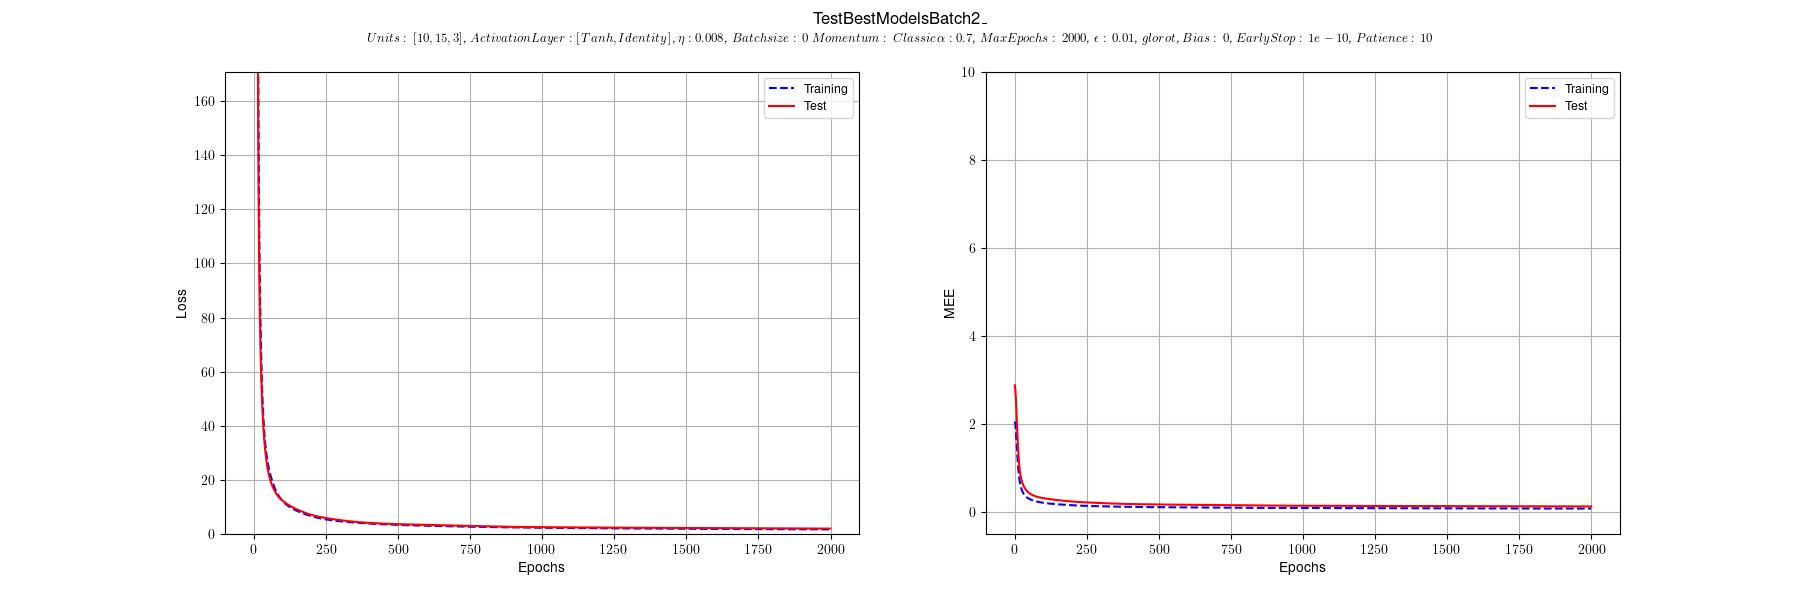 TestBestModelsBatch2_
Units : [10, 15, 3], ActivationLayer : [Tanh, Identity], η : 0.008, Batchsize : 0 Momentum : Classicα : 0.7, MaxEpochs : 2000, ϵ : 0.01, glorot, Bias : 0, EarlyStop : 1e − 10, Patience : 10
160
140
120
100
80
60
40
20
0
Loss
Training
Test
0 250 500 750 1000 1250 1500 1750 2000
Epochs
10
8
6
4
2
0
MEE
Training
Test
0 250 500 750 1000 1250 1500 1750 2000
Epochs